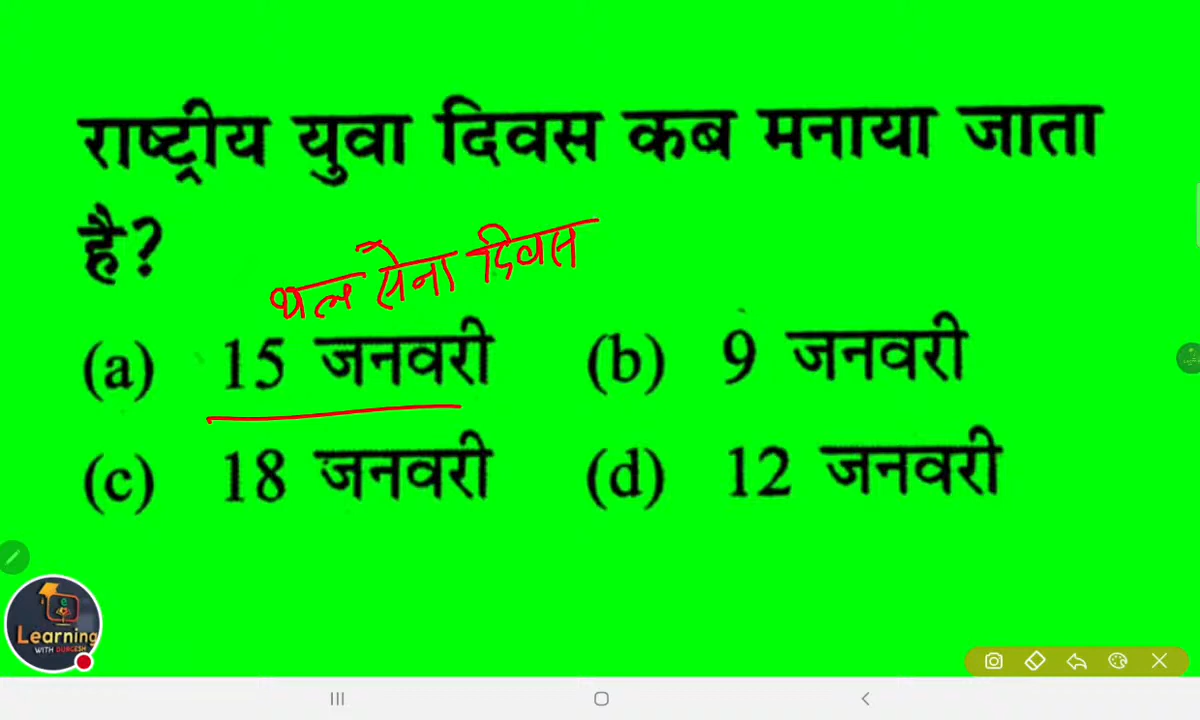 राष्ट्रीय युवा दिवस कब मनाया जाता
है?
थल सेना दिवस
(a) 15 जनवरी (b) 9 जनवरी
(c) 18 जनवरी (d) 12 जनवरी
Learning
WITH DURGESH